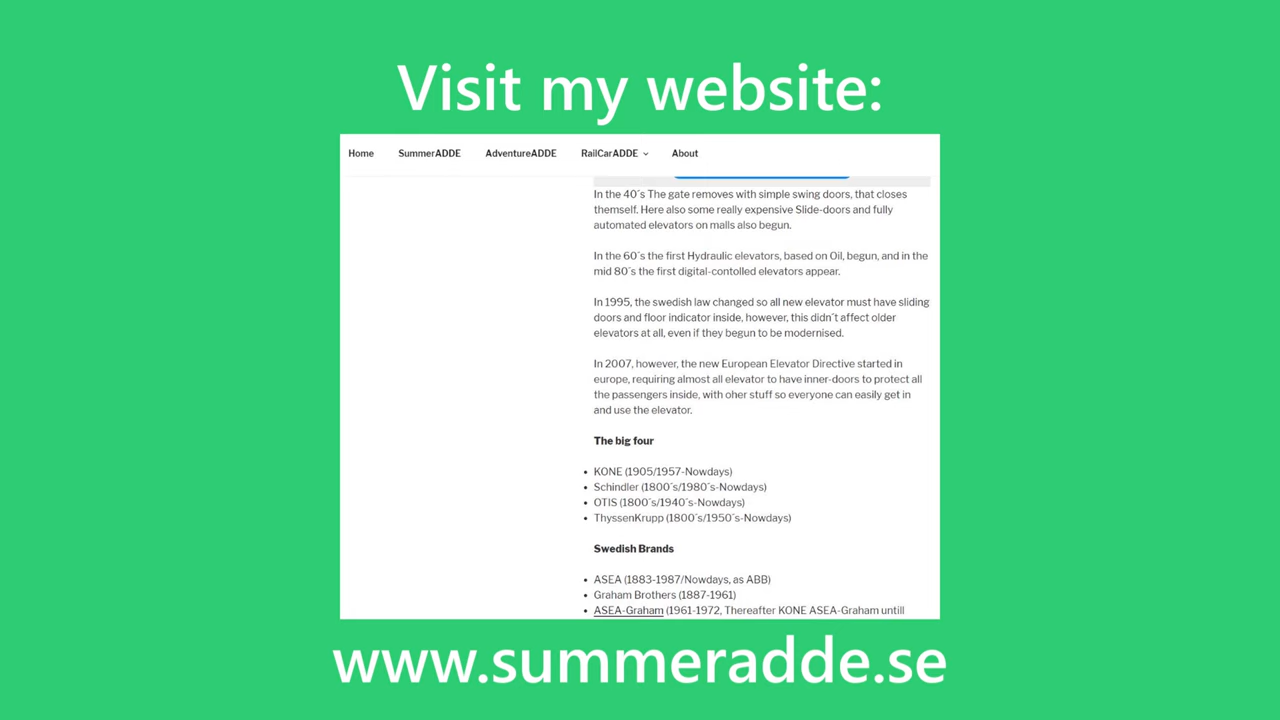 Visit my website:
Home SummerADDE AdventureADDE RailCarADDE About
In the 40´s The gate removes with simple swing doors, that closes
themself. Here also some really expensive Slide-doors and fully
automated elevators on malls also begun.
In the 60´s the first Hydraulic elevators, based on Oil, begun, and in the
mid 80´s the first digital-contolled elevators appear.
In 1995, the swedish law changed so all new elevator must have sliding
doors and floor indicator inside, however, this didn´t affect older
elevators at all, even if they begun to be modernised.
In 2007, however, the new European Elevator Directive started in
europe, requiring almost all elevator to have inner-doors to protect all
the passengers inside, with oher stuff so everyone can easily get in
and use the elevator.
The big four
• KONE (1905/1957-Nowdays)
• Schindler (1800´s/1980´s-Nowdays)
• OTIS (1800´s/1940´s-Nowdays)
• ThyssenKrupp (1800´s/1950´s-Nowdays)
Swedish Brands
• ASEA (1883-1987/Nowdays, as ABB)
• Graham Brothers (1887-1961)
• ASEA-Graham (1961-1972, Thereafter KONE ASEA-Graham untill
www.summeradde.se